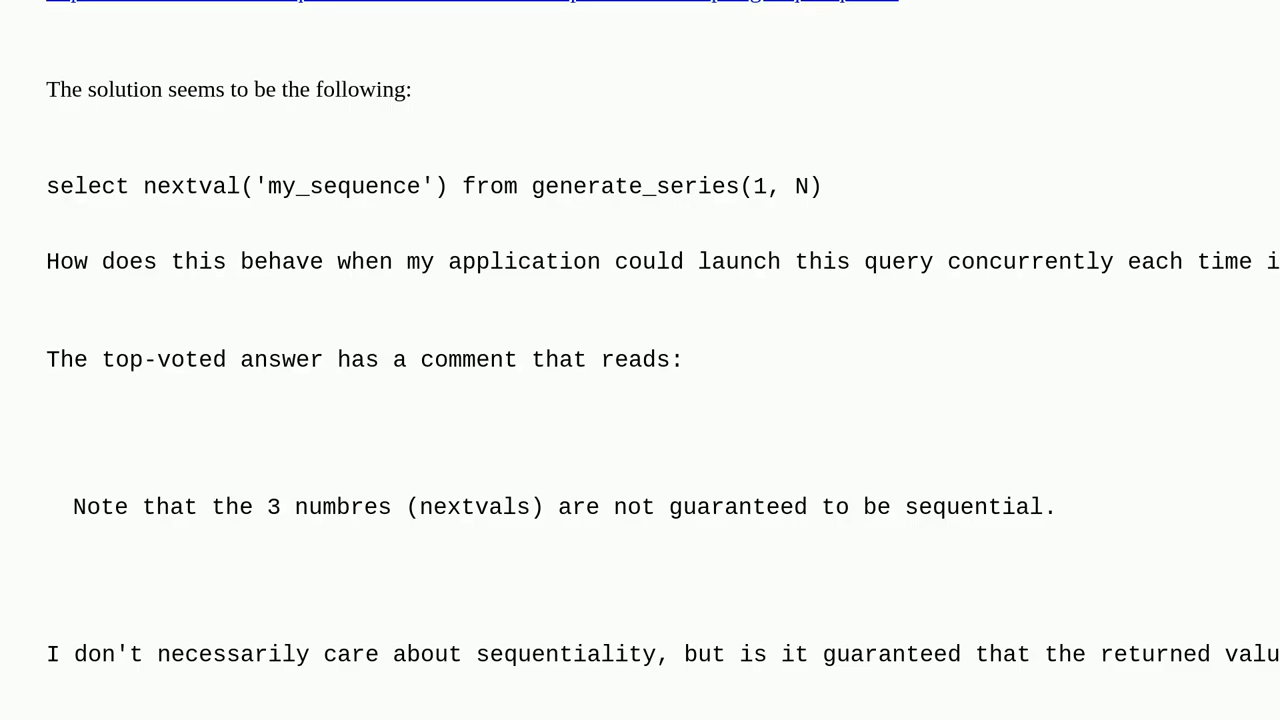 The solution seems to be the following:
select nextval('my_sequence') from generate_series(1, N)
How does this behave when my application could launch this query concurrently each time
The top-voted answer has a comment that reads:
Note that the 3 numbres (nextvals) are not guaranteed to be sequential.
I don't necessarily care about sequentiality, but is it guaranteed that the returned